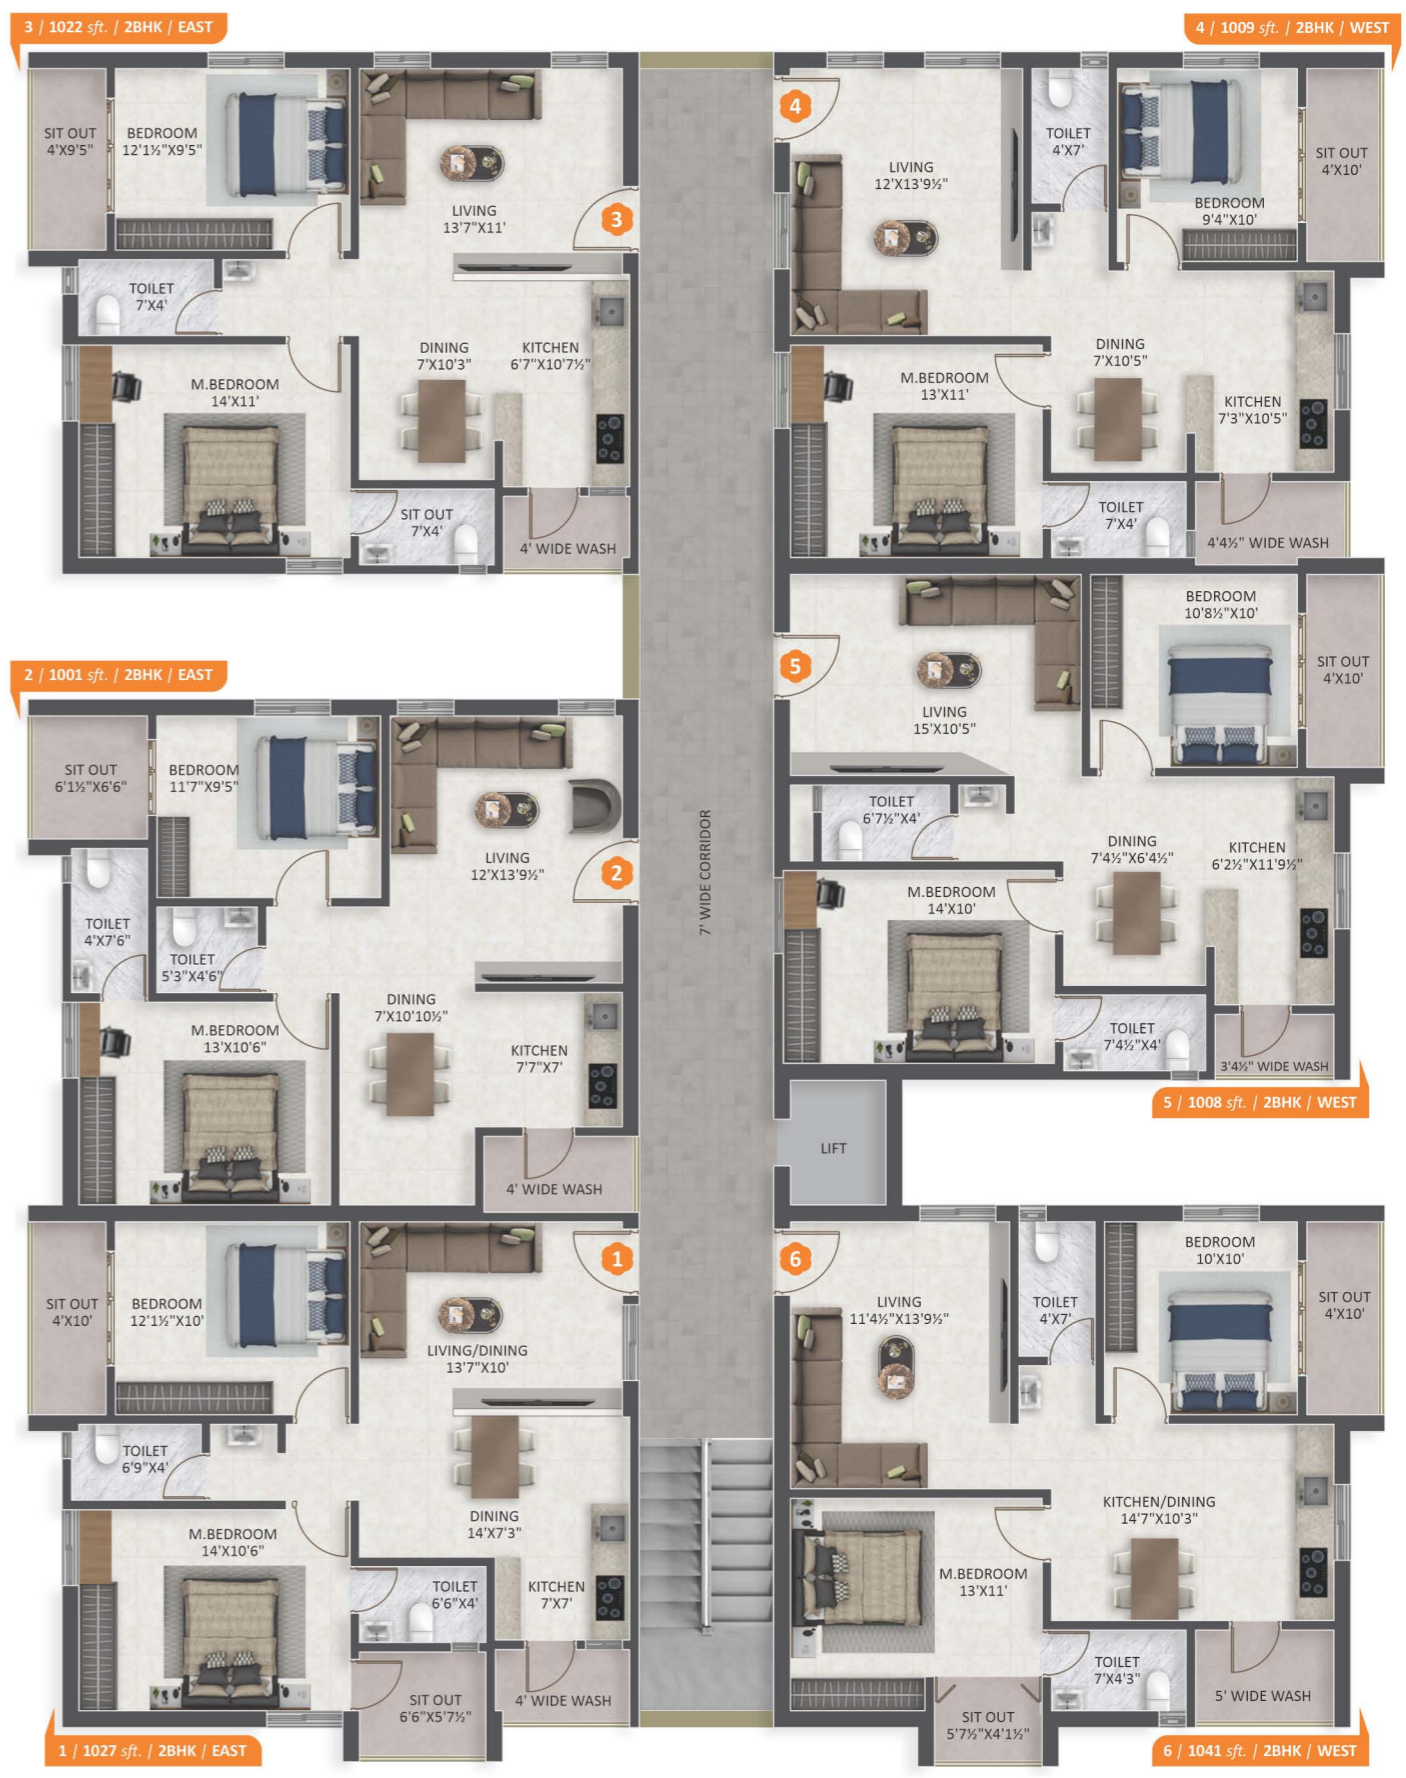 3 / 1022 sft. / 2BHK / EAST
SIT OUT
4'X9'5"
BEDROOM
12'1½"X9'5"
LIVING
13'7"X11'
3
TOILET
7'X4'
DINING
7'X10'3"
KITCHEN
6'7"X10'7½"
M.BEDROOM
14'X11'
SIT OUT
7'X4'
4' WIDE WASH
4 / 1009 sft. / 2BHK / WEST
4
LIVING
12'X13'9½"
TOILET
4'X7'
BEDROOM
9'4"X10'
SIT OUT
4'X10'
DINING
7'X10'5"
KITCHEN
7'3"X10'5"
M.BEDROOM
13'X11'
TOILET
7'X4'
4'4½" WIDE WASH
2 / 1001 sft. / 2BHK / EAST
SIT OUT
6'1½"X6'6"
BEDROOM
11'7"X9'5"
LIVING
12'X13'9½"
2
TOILET
4'X7'6"
TOILET
5'3"X4'6"
DINING
7'X10'10½"
M.BEDROOM
13'X10'6"
KITCHEN
7'7"X7'
4' WIDE WASH
7' WIDE CORRIDOR
5
LIVING
15'X10'5"
BEDROOM
10'8½"X10'
SIT OUT
4'X10'
TOILET
6'7½"X4'
DINING
7'4½"X6'4½"
KITCHEN
6'2½"X11'9½"
M.BEDROOM
14'X10'
TOILET
7'4½"X4'
3'4½" WIDE WASH
5 / 1008 sft. / 2BHK / WEST
LIFT
1
SIT OUT
4'X10'
BEDROOM
12'1½"X10'
LIVING/DINING
13'7"X10'
TOILET
6'9"X4'
DINING
14'X7'3"
M.BEDROOM
14'X10'6"
TOILET
6'6"X4'
KITCHEN
7'X7'
SIT OUT
6'6"X5'7½"
4' WIDE WASH
1 / 1027 sft. / 2BHK / EAST
6
LIVING
11'4½"X13'9½"
TOILET
4'X7'
BEDROOM
10'X10'
SIT OUT
4'X10'
KITCHEN/DINING
14'7"X10'3"
M.BEDROOM
13'X11'
TOILET
7'X4'3"
SIT OUT
5'7½"X4'1½"
5' WIDE WASH
6 / 1041 sft. / 2BHK / WEST